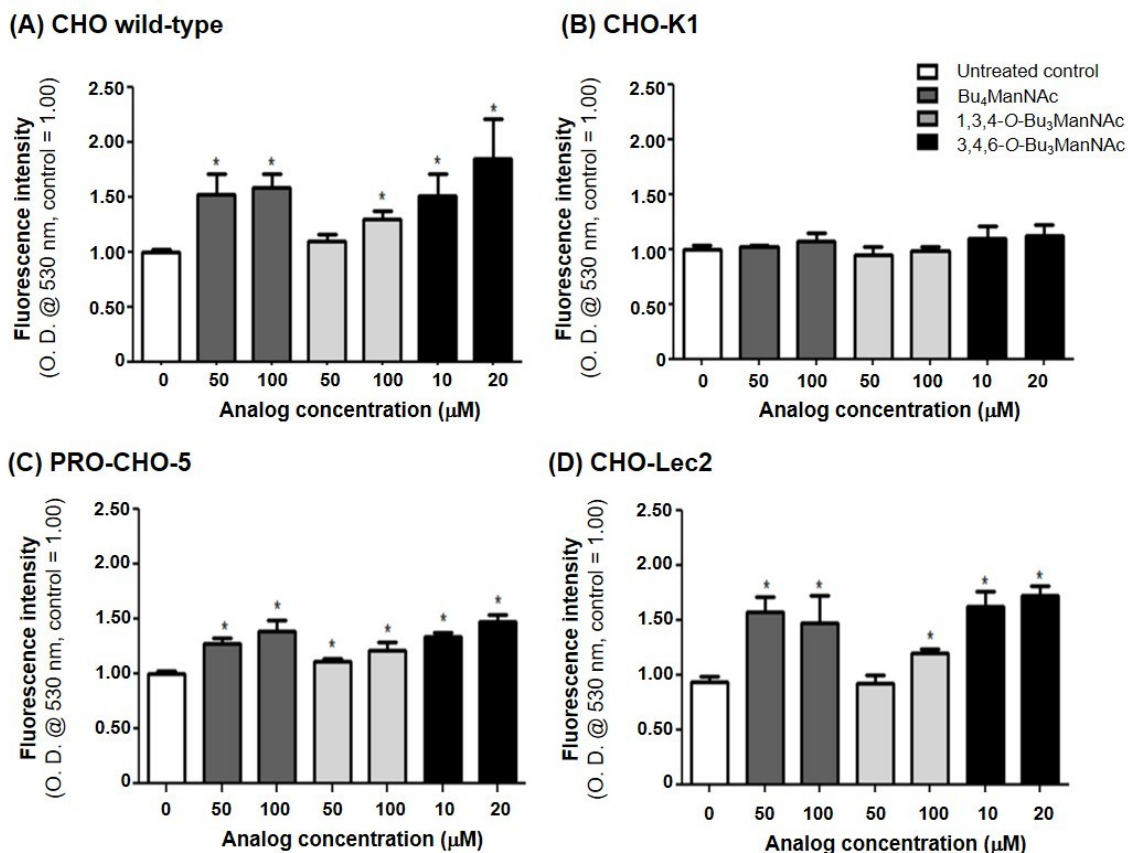 (A) CHO wild-type
Fluorescence intensity
(O. D. @ 530 nm, control = 1.00)
2.50
2.00
1.50
1.00
0.50
0
* * * * *
0 50 100 50 100 10 20
Analog concentration (μM)
(B) CHO-K1
Fluorescence intensity
(O. D. @ 530 nm, control = 1.00)
2.50
2.00
1.50
1.00
0.50
0
Untreated control
Bu₄ManNAc
1,3,4-O-Bu₃ManNAc
3,4,6-O-Bu₃ManNAc
0 50 100 50 100 10 20
Analog concentration (μM)
(C) PRO-CHO-5
Fluorescence intensity
(O. D. @ 530 nm, control = 1.00)
2.50
2.00
1.50
1.00
0.50
0
* * * * * *
0 50 100 50 100 10 20
Analog concentration (μM)
(D) CHO-Lec2
Fluorescence intensity
(O. D. @ 530 nm, control = 1.00)
2.50
2.00
1.50
1.00
0.50
0
* * * * *
0 50 100 50 100 10 20
Analog concentration (μM)